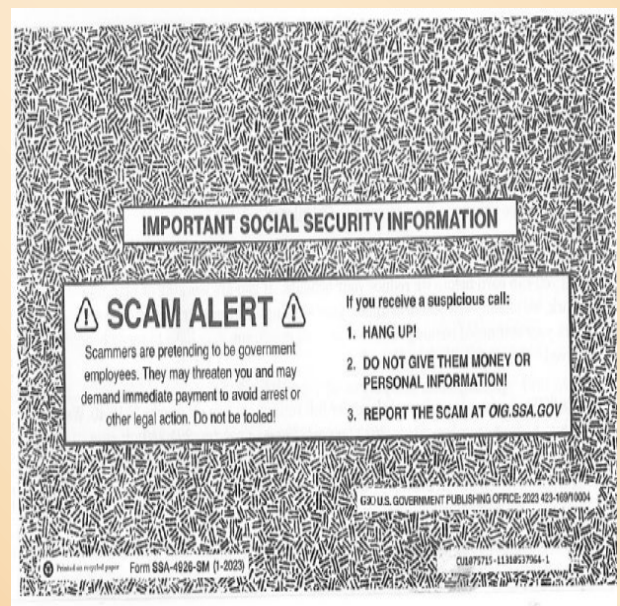 IMPORTANT SOCIAL SECURITY INFORMATION
SCAM ALERT
Scammers are pretending to be government
employees. They may threaten you and may
demand immediate payment to avoid arrest or
other legal action. Do not be fooled!
If you receive a suspicious call:
1. HANG UP!
2. DO NOT GIVE THEM MONEY OR
PERSONAL INFORMATION!
3. REPORT THE SCAM AT OIG.SSA.GOV
U.S. GOVERNMENT PUBLISHING OFFICE: 2023 423-169/10004
Printed on recycled paper
Form SSA-4926-SM (1-2023)